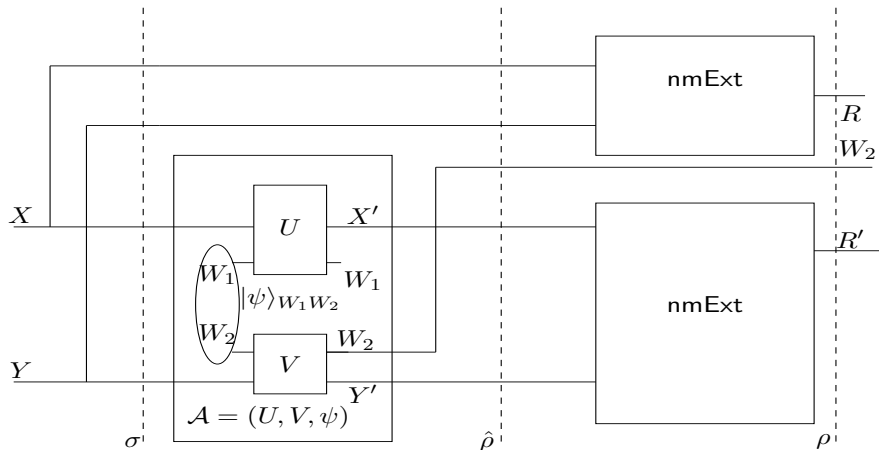 nmExt
R
W₂
X X′
U
W₁ W₁
|ψ⟩W₁W₂
R′
nmExt
W₂ W₂
V
Y Y′
𝒜 = (U, V, ψ)
σ ρ̂ ρ